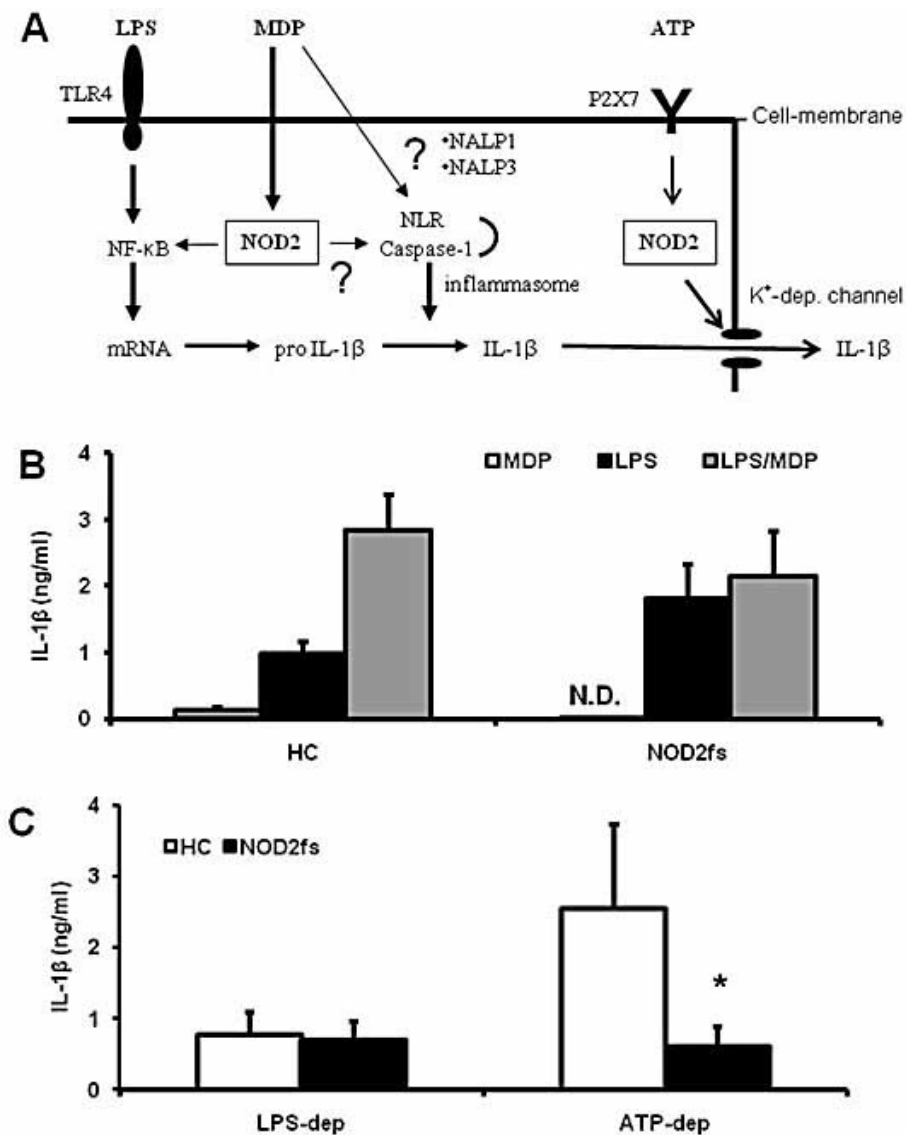 A
LPS MDP ATP
TLR4
P2X7
Cell-membrane
? •NALP1
•NALP3
NLR
NF-κB NOD2 Caspase-1 NOD2
?
inflammasome
K⁺-dep. channel
mRNA pro IL-1β IL-1β IL-1β
B
MDP LPS LPS/MDP
4
3
2
1
0
IL-1β (ng/ml)
N.D.
HC NOD2fs
C
HC NOD2fs
4
3
2
1
0
IL-1β (ng/ml)
*
LPS-dep ATP-dep